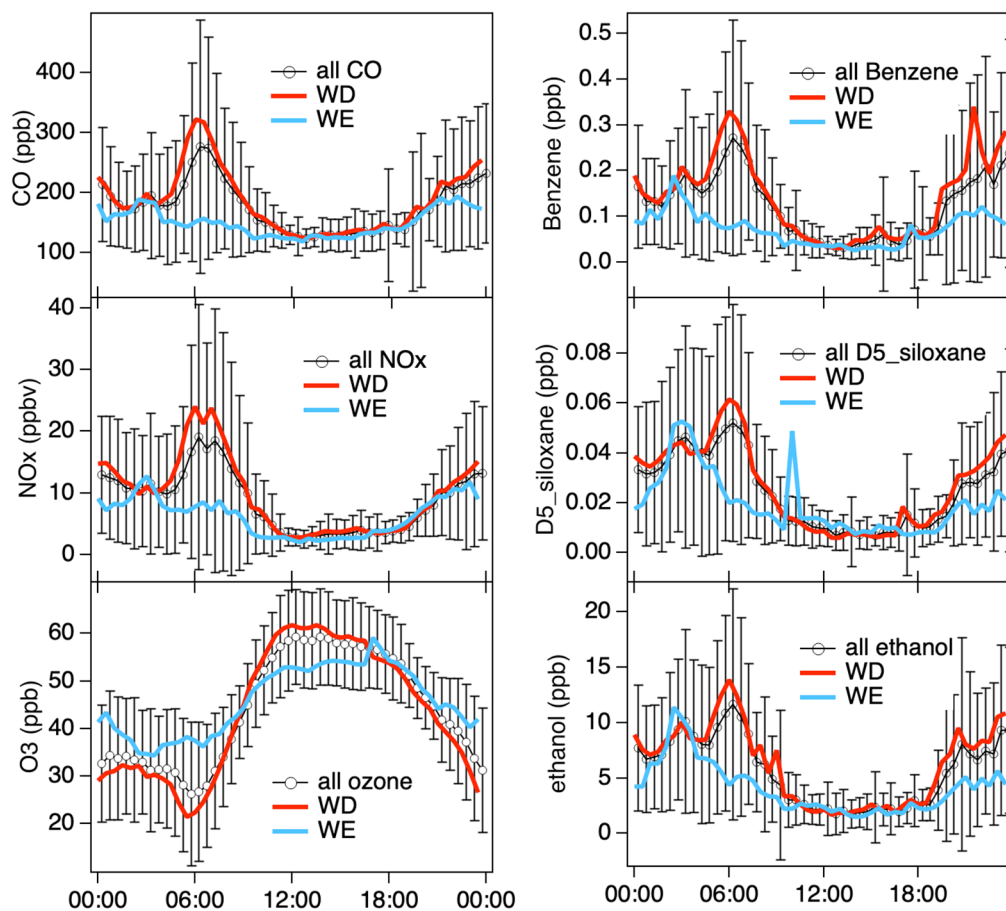 CO (ppb)
400
300
200
100
all CO
WD
WE
Benzene (ppb)
0.5
0.4
0.3
0.2
0.1
0.0
all Benzene
WD
WE
NOx (ppbv)
40
30
20
10
0
all NOx
WD
WE
D5_siloxane (ppb)
0.08
0.06
0.04
0.02
0.00
all D5_siloxane
WD
WE
O3 (ppb)
60
50
40
30
20
all ozone
WD
WE
00:00 06:00 12:00 18:00 00:00
ethanol (ppb)
20
15
10
5
0
all ethanol
WD
WE
00:00 06:00 12:00 18:00